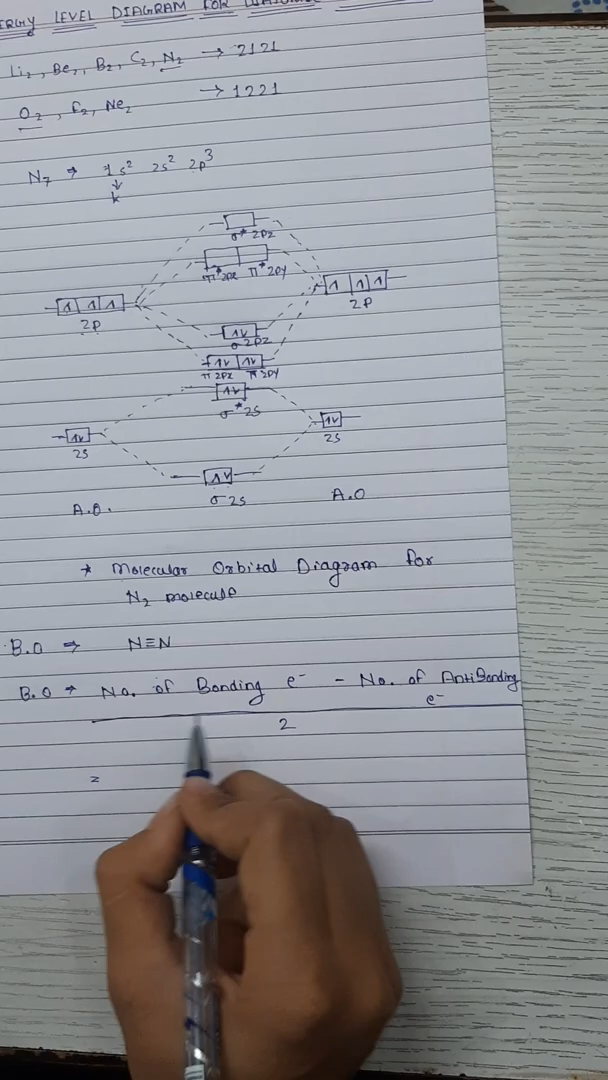 ERGY LEVEL DIAGRAM FOR
Li₂, Be₂, B₂, C₂, N₂ → 2121
O₂, F₂, Ne₂ → 1221
N₇ → 1s² 2s² 2p³
↓
k
σ*2pz
π*2px π*2py
2p
2p
σ2pz
π2px π2py
σ*2s
2s
2s
σ2s
A.O.
A.O
* Molecular Orbital Diagram for
N₂ molecule
B.O ⇒ N≡N
B.O → No. of Bonding e⁻ - No. of AntiBonding
e⁻
2
=